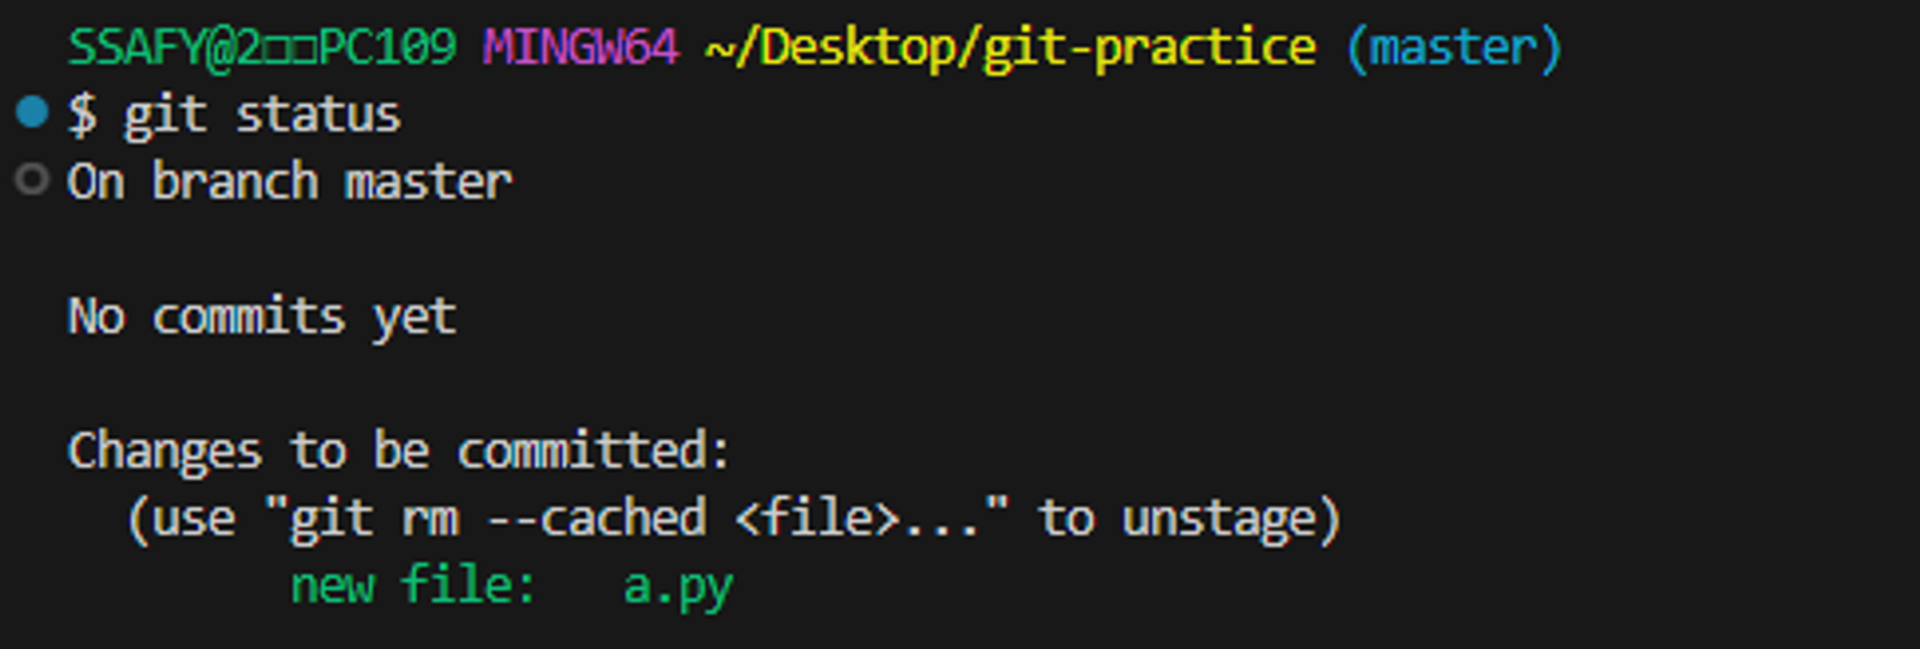 SSAFY@2□□PC109 MINGW64 ~/Desktop/git-practice (master)
$ git status
On branch master
No commits yet
Changes to be committed:
(use "git rm --cached <file>..." to unstage)
new file: a.py